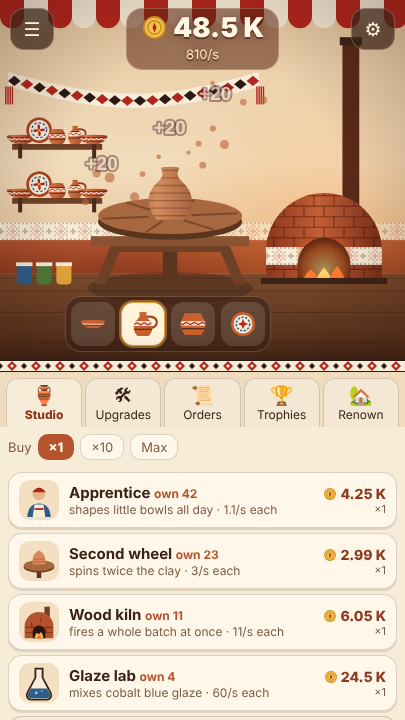 48.5 K
810/s
+20
+20
+20
Studio
Upgrades
Orders
Trophies
Renown
Buy ×1 ×10 Max
Apprentice own 42 4.25 K
shapes little bowls all day · 1.1/s each ×1
Second wheel own 23 2.99 K
spins twice the clay · 3/s each ×1
Wood kiln own 11 6.05 K
fires a whole batch at once · 11/s each ×1
Glaze lab own 4 24.5 K
mixes cobalt blue glaze · 60/s each ×1